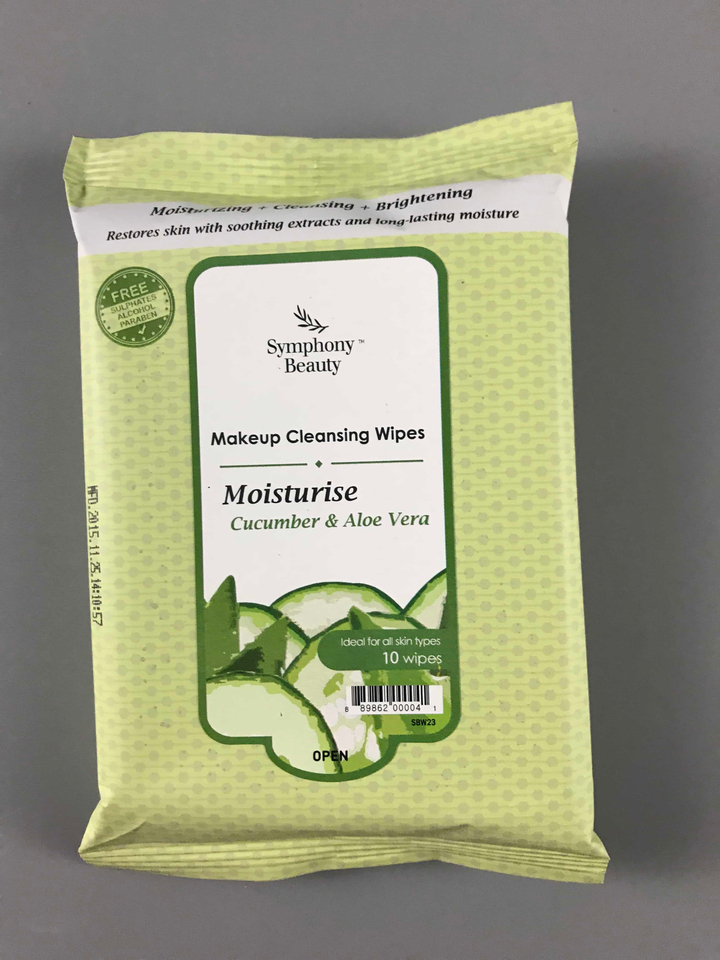 Moisturizing + Cleansing + Brightening
Restores skin with soothing extracts and long-lasting moisture
FREE
SULPHATES
ALCOHOL
PARABEN
Symphony™
Beauty
Makeup Cleansing Wipes
Moisturise
Cucumber & Aloe Vera
MFD.2015.11.25.14:10:57
Ideal for all skin types
10 wipes
8 89862 00004 1
SBW23
OPEN